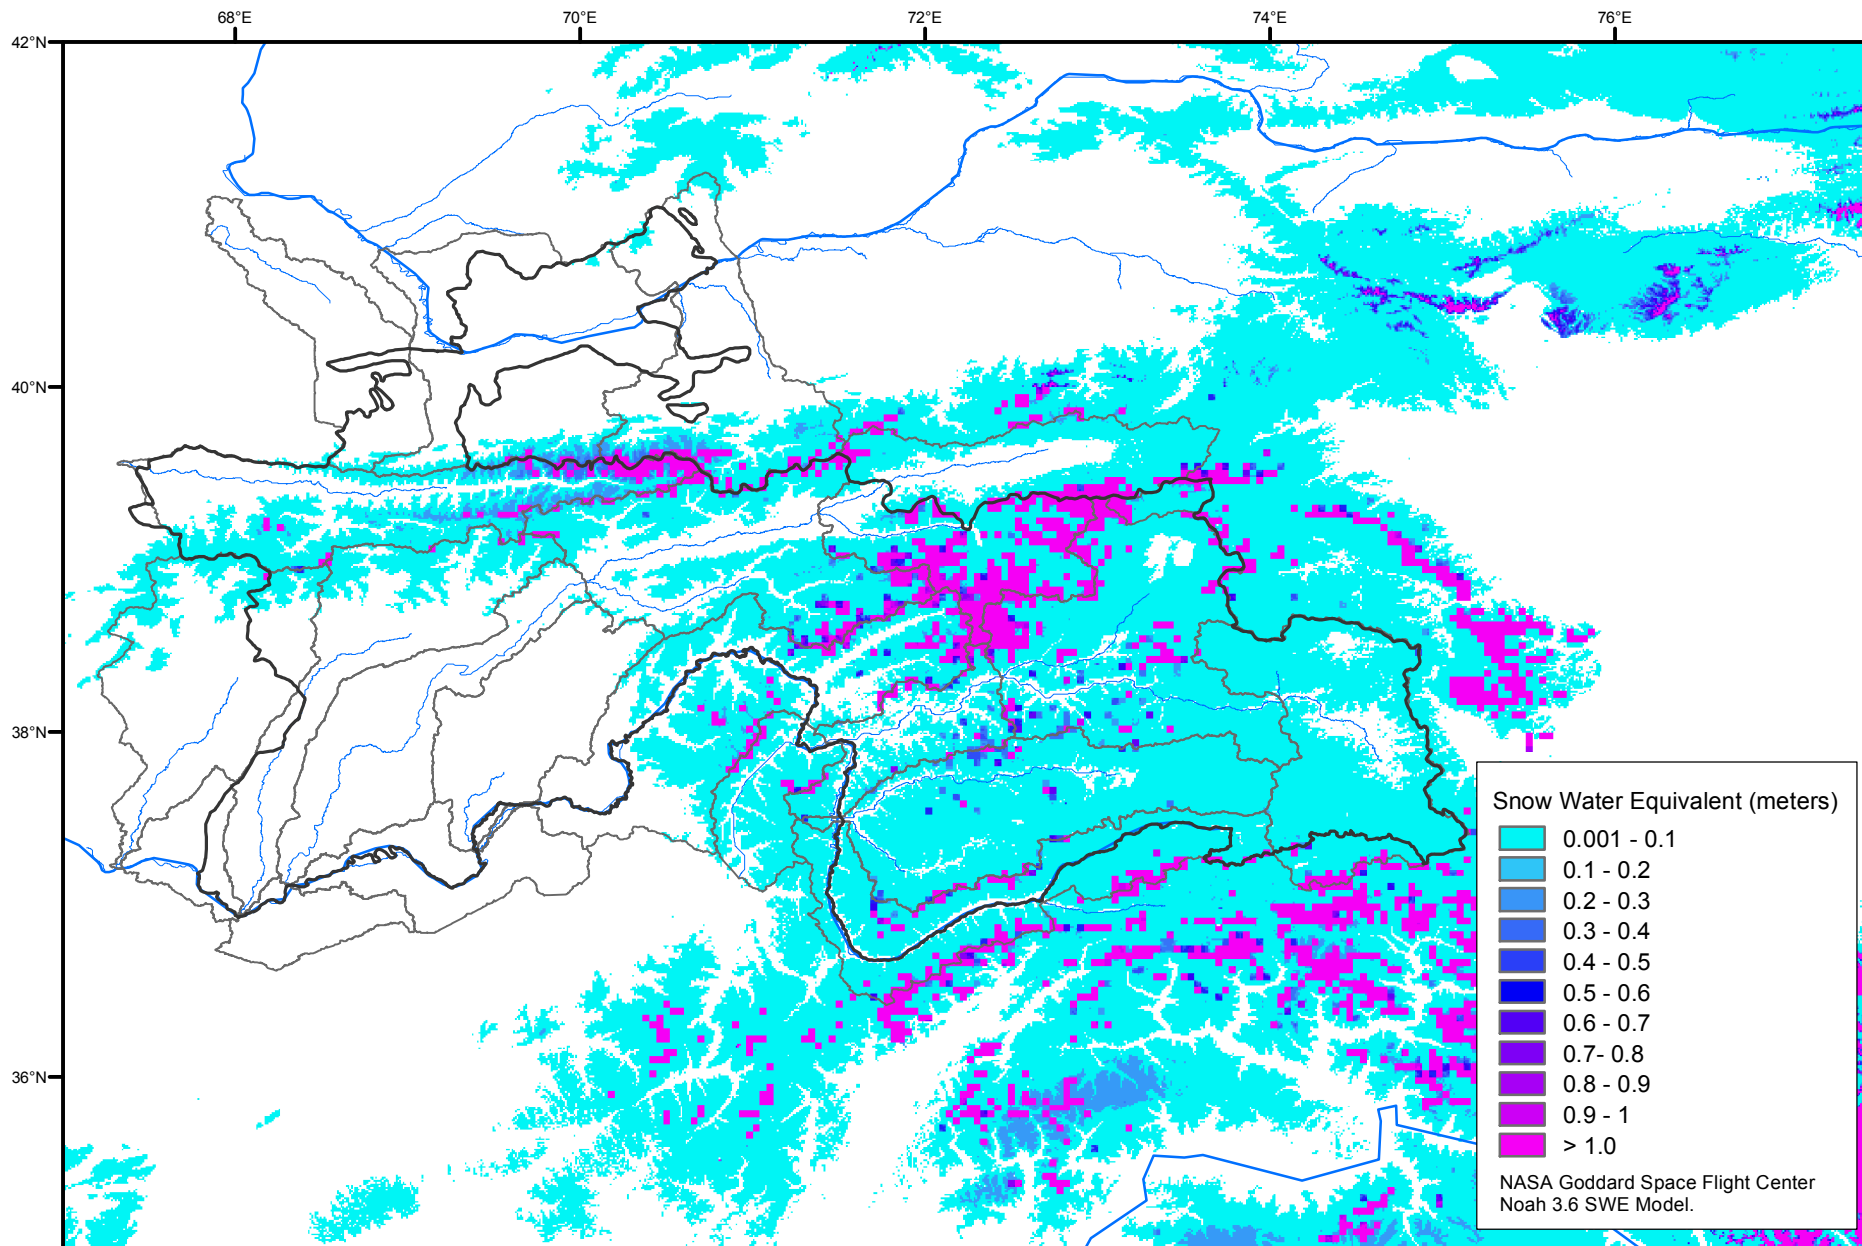 68°E
70°E
72°E
74°E
76°E
42°N
40°N
38°N
36°N
Snow Water Equivalent (meters)
0.001 - 0.1
0.1 - 0.2
0.2 - 0.3
0.3 - 0.4
0.4 - 0.5
0.5 - 0.6
0.6 - 0.7
0.7- 0.8
0.8 - 0.9
0.9 - 1
> 1.0
NASA Goddard Space Flight Center
Noah 3.6 SWE Model.